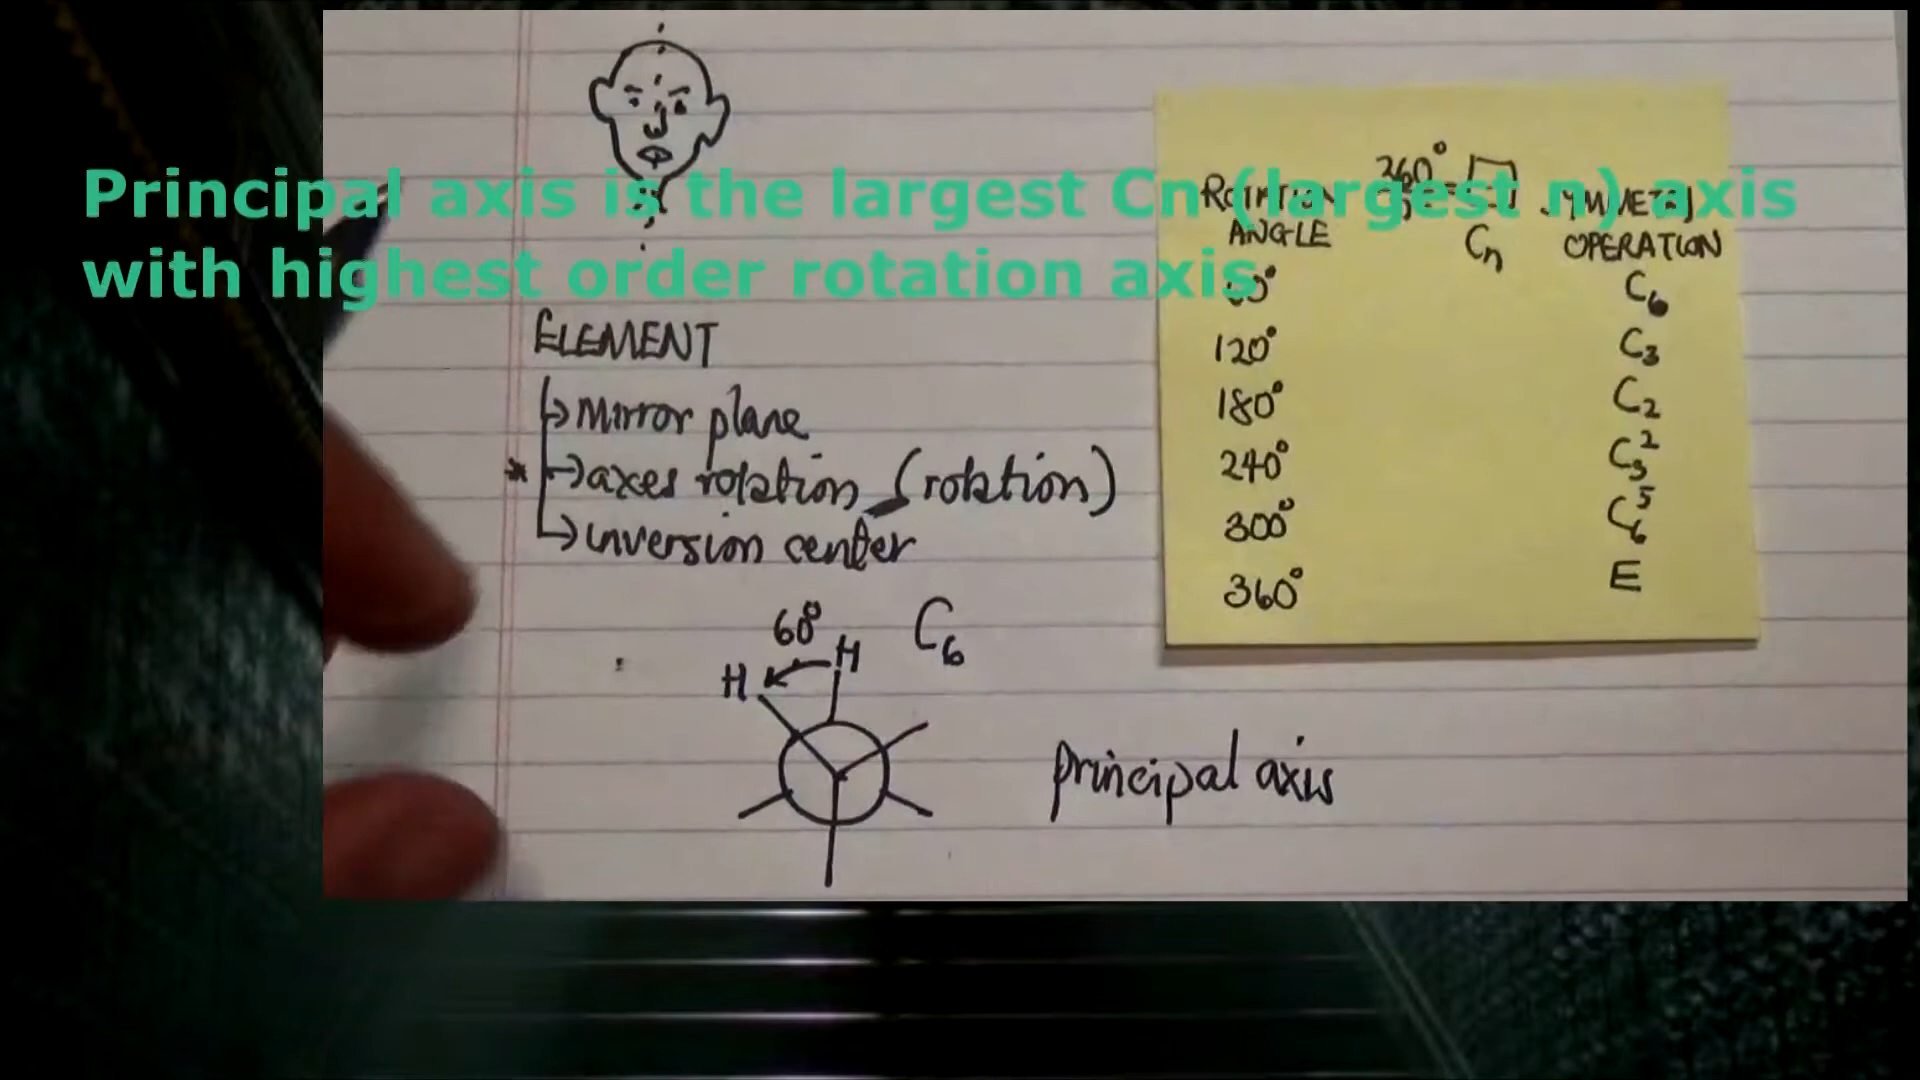 Principal axis is the largest Cn (largest n) axis
with highest order rotation axis
ELEMENT
→ mirror plane
* → axes rotation (rotation)
→ inversion center
60° C6
H H
principal axis
ROTATION
ANGLE
360°
Cn
OPERATION
C6
120° C3
180° C2
240° C3^2
300° C6^5
360° E